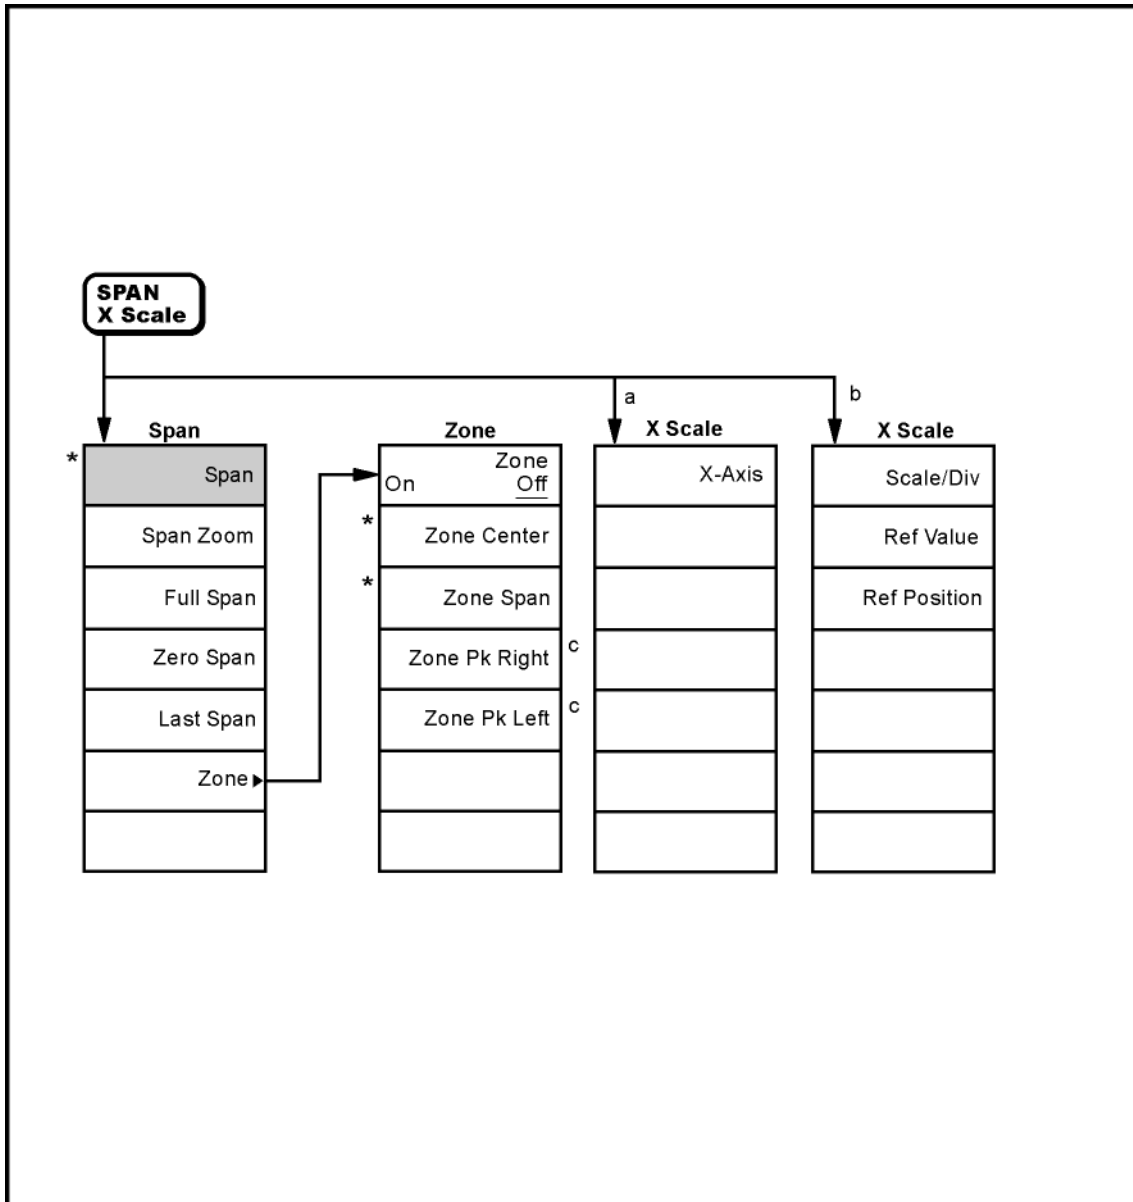 SPAN
X Scale
a
b
Span
Zone
X Scale
X Scale
*
Span
Span Zoom
Full Span
Zero Span
Last Span
Zone
Zone
On Off
*
Zone Center
*
Zone Span
Zone Pk Right
c
Zone Pk Left
c
X-Axis
Scale/Div
Ref Value
Ref Position